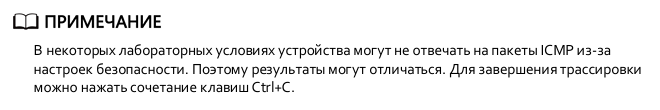 ПРИМЕЧАНИЕ
В некоторых лабораторных условиях устройства могут не отвечать на пакеты ICMP из-за
настроек безопасности. Поэтому результаты могут отличаться. Для завершения трассировки
можно нажать сочетание клавиш Ctrl+C.